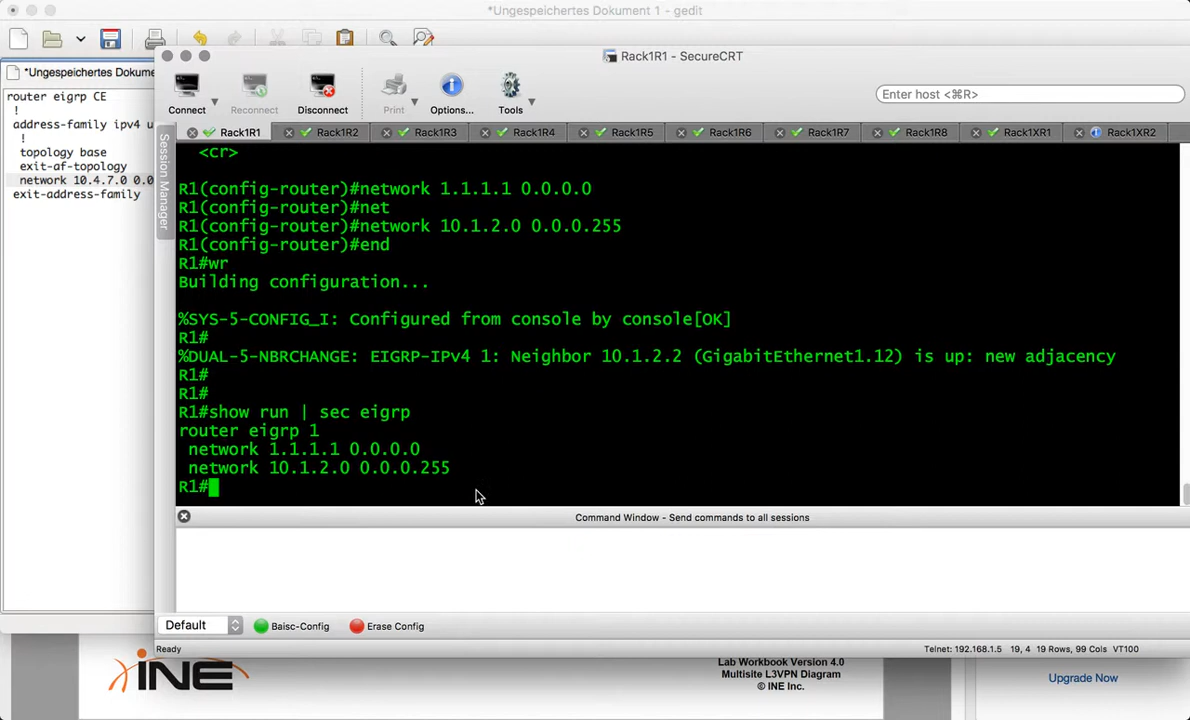 *Ungespeichertes Dokument 1 - gedit
*Ungespeichertes Dokume
router eigrp CE
!
address-family ipv4 u
!
topology base
exit-af-topology
network 10.4.7.0 0.0
exit-address-family
Rack1R1 - SecureCRT
Connect
Reconnect
Disconnect
Print
Options...
Tools
Enter host <⌘R>
Rack1R1
Rack1R2
Rack1R3
Rack1R4
Rack1R5
Rack1R6
Rack1R7
Rack1R8
Rack1XR1
Rack1XR2
Session Manager
<cr>
R1(config-router)#network 1.1.1.1 0.0.0.0
R1(config-router)#net
R1(config-router)#network 10.1.2.0 0.0.0.255
R1(config-router)#end
R1#wr
Building configuration...
%SYS-5-CONFIG_I: Configured from console by console[OK]
R1#
%DUAL-5-NBRCHANGE: EIGRP-IPv4 1: Neighbor 10.1.2.2 (GigabitEthernet1.12) is up: new adjacency
R1#
R1#
R1#show run | sec eigrp
router eigrp 1
network 1.1.1.1 0.0.0.0
network 10.1.2.0 0.0.0.255
R1#
Command Window - Send commands to all sessions
Default
Baisc-Config
Erase Config
Ready
Telnet: 192.168.1.5 19, 4 19 Rows, 99 Cols VT100
INE
Lab Workbook Version 4.0
Multisite L3VPN Diagram
© INE Inc.
Upgrade Now